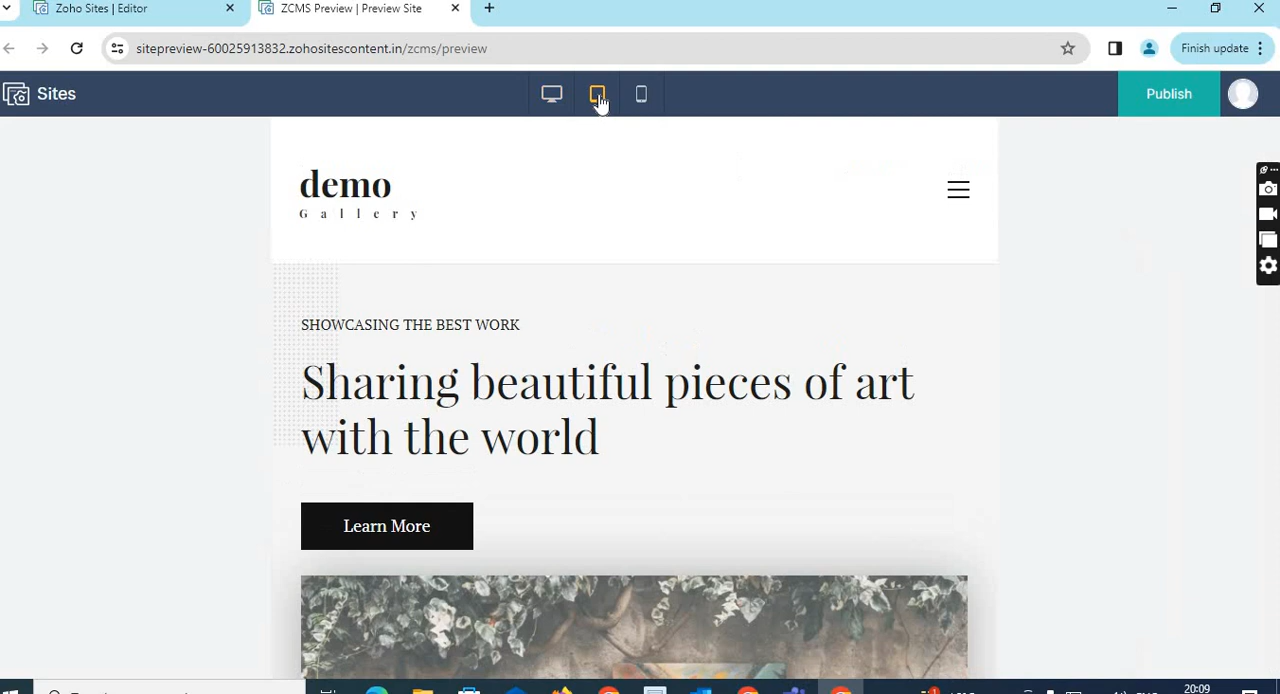 Zoho Sites | Editor
ZCMS Preview | Preview Site
sitepreview-60025913832.zohositescontent.in/zcms/preview
Finish update
Sites
Publish
demo
Gallery
SHOWCASING THE BEST WORK
Sharing beautiful pieces of art
with the world
Learn More
20:09